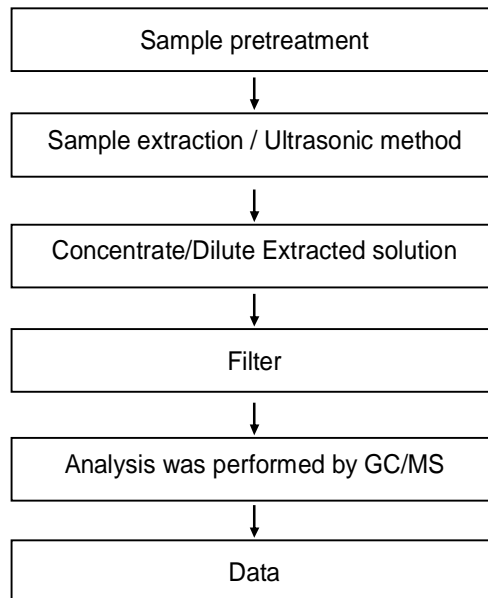 Sample pretreatment
Sample extraction / Ultrasonic method
Concentrate/Dilute Extracted solution
Filter
Analysis was performed by GC/MS
Data